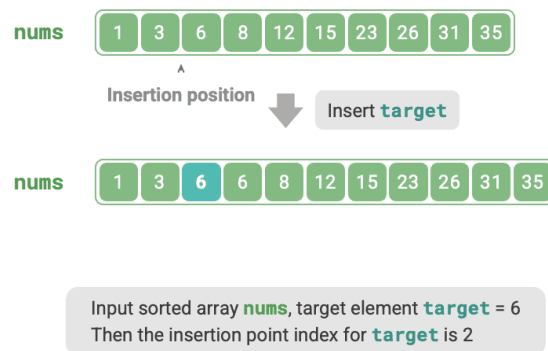 nums 1 3 6 8 12 15 23 26 31 35
Insertion position
Insert target
nums 1 3 6 6 8 12 15 23 26 31 35
Input sorted array nums, target element target = 6
Then the insertion point index for target is 2